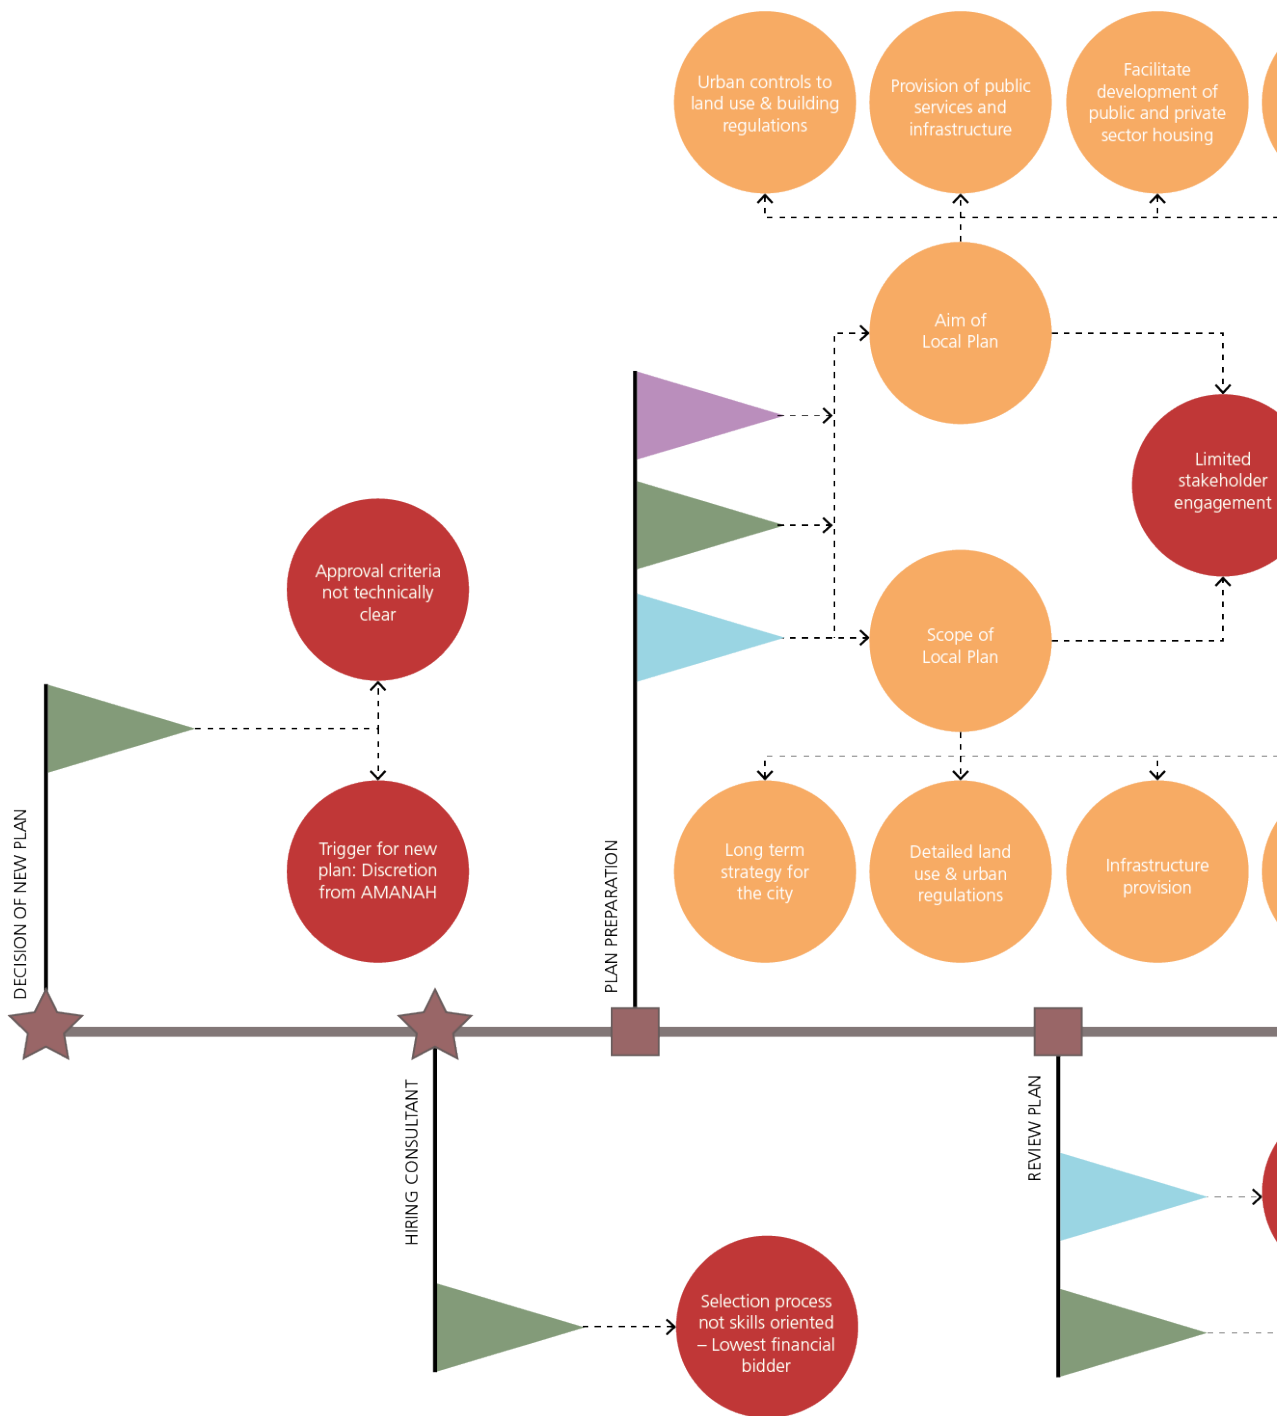 Urban controls to
land use & building
regulations
Provision of public
services and
infrastructure
Facilitate
development of
public and private
sector housing
Aim of
Local Plan
Limited
stakeholder
engagement
Approval criteria
not technically
clear
Scope of
Local Plan
Trigger for new
plan: Discretion
from AMANAH
Long term
strategy for
the city
Detailed land
use & urban
regulations
Infrastructure
provision
DECISION OF NEW PLAN
PLAN PREPARATION
HIRING CONSULTANT
REVIEW PLAN
Selection process
not skills oriented
– Lowest financial
bidder